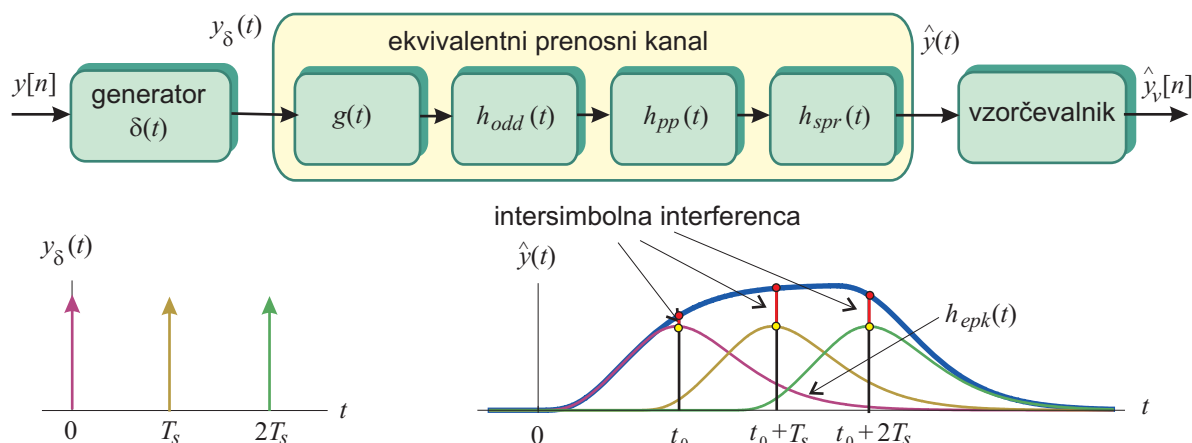 y_δ(t)
ekvivalentni prenosni kanal
ŷ(t)
y[n]
generator
δ(t)
g(t)
h_odd(t)
h_pp(t)
h_spr(t)
vzorčevalnik
ŷ_v[n]
intersimbolna interferenca
y_δ(t)
ŷ(t)
h_epk(t)
t
t
0
T_s
2T_s
0
t_0
t_0+T_s
t_0+2T_s